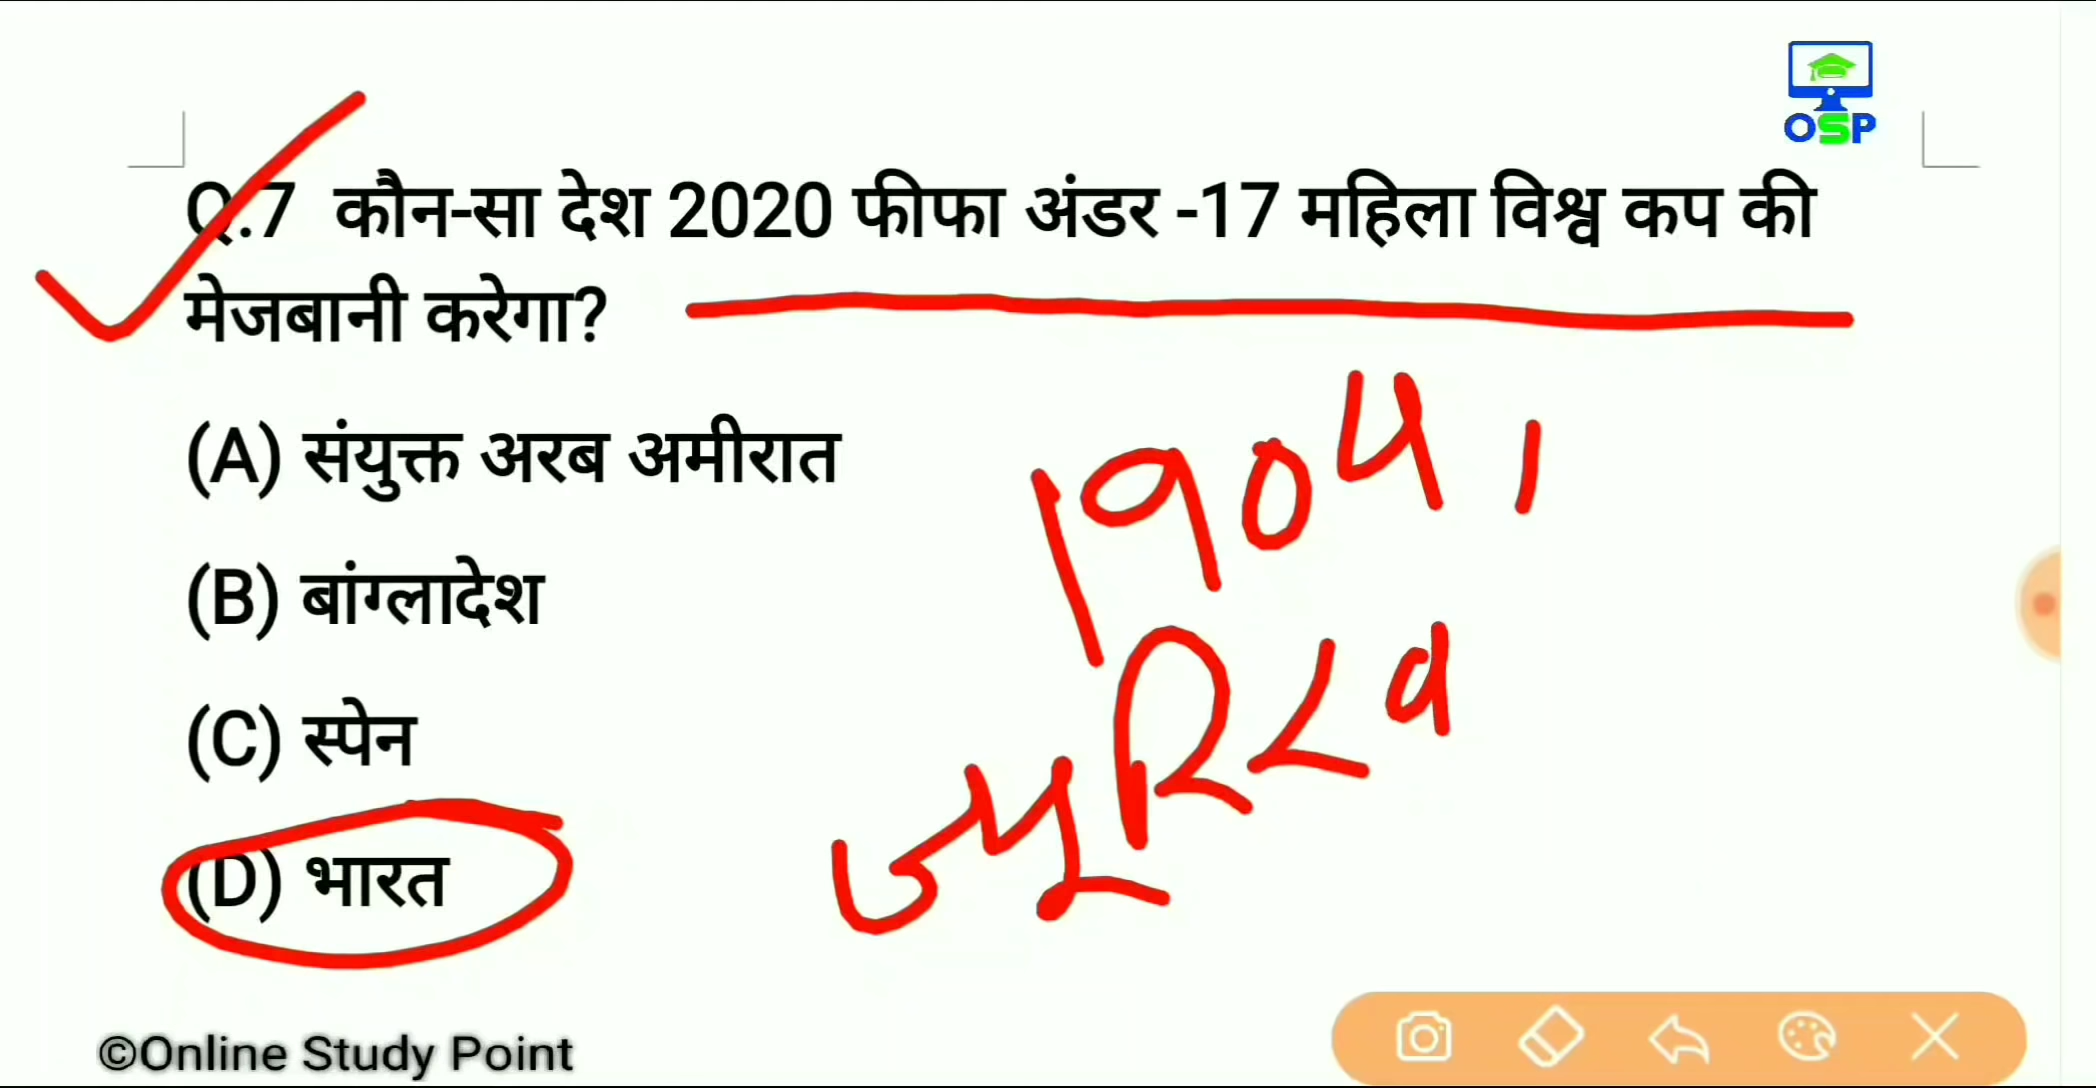 OSP
Q.7 कौन-सा देश 2020 फीफा अंडर -17 महिला विश्व कप की
मेजबानी करेगा?
(A) संयुक्त अरब अमीरात
(B) बांग्लादेश
(C) स्पेन
(D) भारत
1904,
©Online Study Point